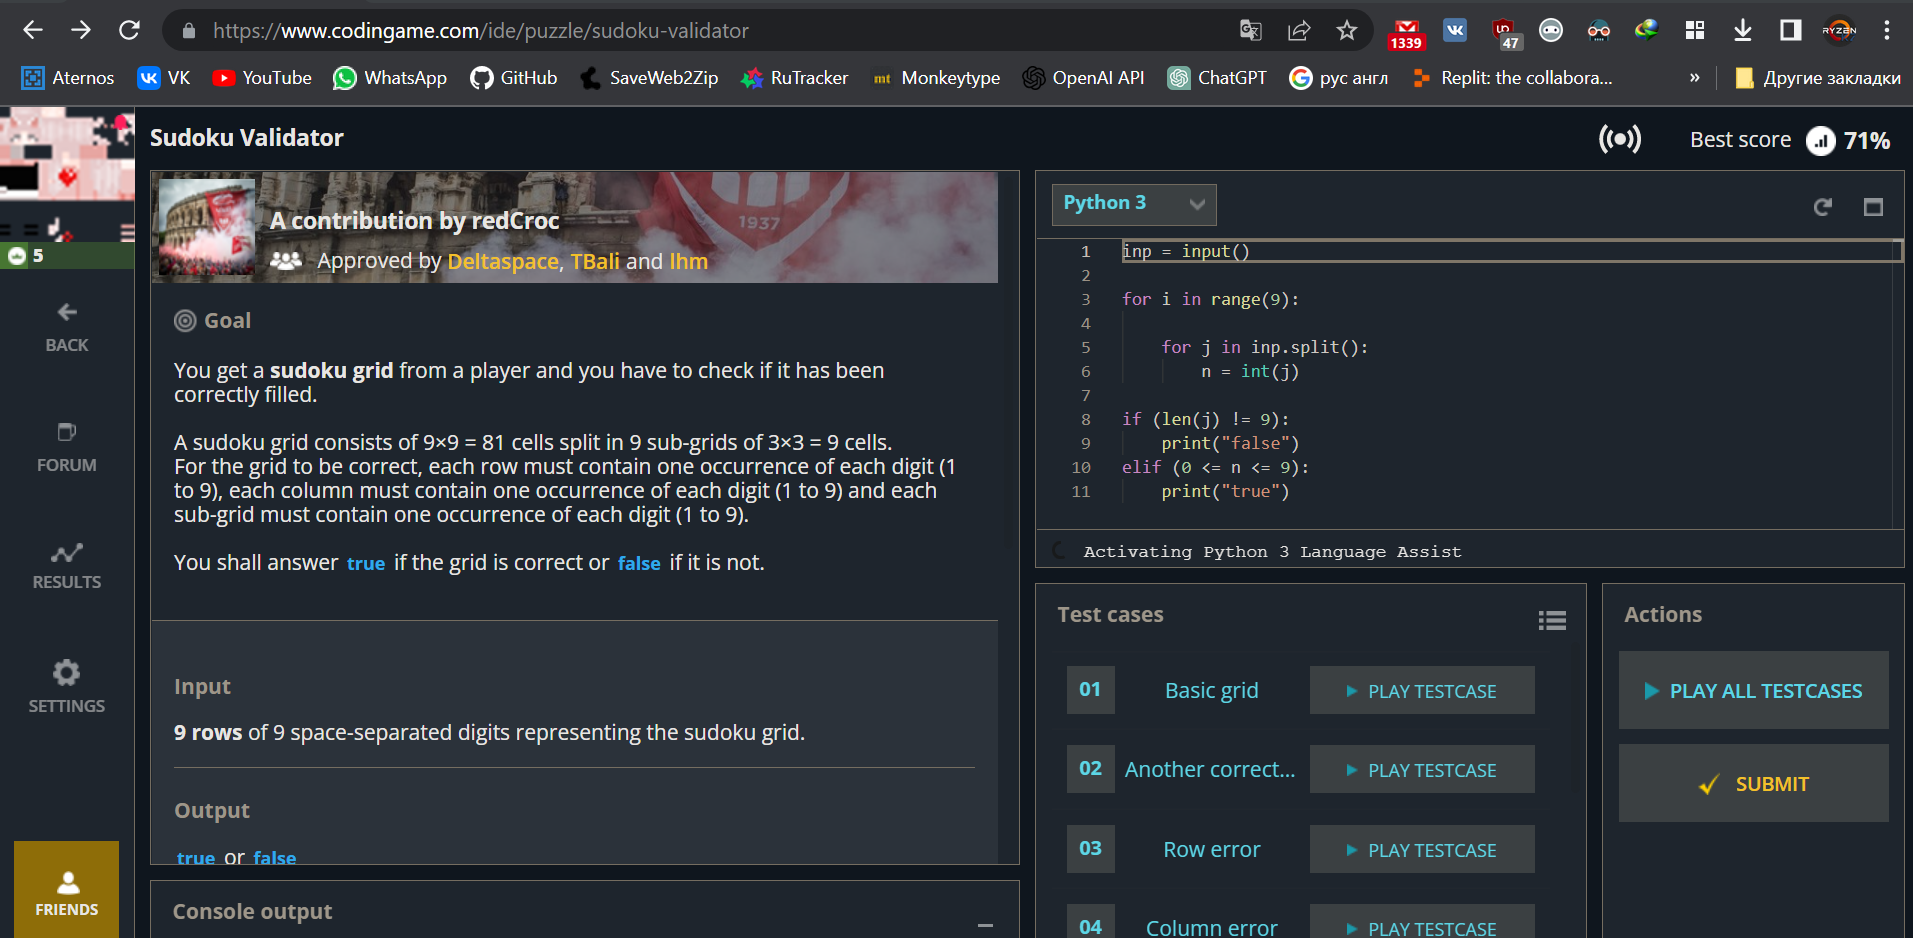 https://www.codingame.com/ide/puzzle/sudoku-validator
1339
47
RYZEN
Aternos
VK
YouTube
WhatsApp
GitHub
SaveWeb2Zip
RuTracker
mt Monkeytype
OpenAI API
ChatGPT
рус англ
Replit: the collabora...
»
Другие закладки
Sudoku Validator
Best score 71%
5
BACK
FORUM
RESULTS
SETTINGS
FRIENDS
1937
A contribution by redCroc
Approved by Deltaspace, TBali and lhm
Goal
You get a sudoku grid from a player and you have to check if it has been
correctly filled.
A sudoku grid consists of 9×9 = 81 cells split in 9 sub-grids of 3×3 = 9 cells.
For the grid to be correct, each row must contain one occurrence of each digit (1
to 9), each column must contain one occurrence of each digit (1 to 9) and each
sub-grid must contain one occurrence of each digit (1 to 9).
You shall answer true if the grid is correct or false if it is not.
Input
9 rows of 9 space-separated digits representing the sudoku grid.
Output
true or false
Console output
Python 3
1 inp = input()
2
3 for i in range(9):
4
5     for j in inp.split():
6         n = int(j)
7
8 if (len(j) != 9):
9     print("false")
10 elif (0 <= n <= 9):
11     print("true")
Activating Python 3 Language Assist
Test cases
01 Basic grid PLAY TESTCASE
02 Another correct... PLAY TESTCASE
03 Row error PLAY TESTCASE
04 Column error PLAY TESTCASE
Actions
PLAY ALL TESTCASES
SUBMIT